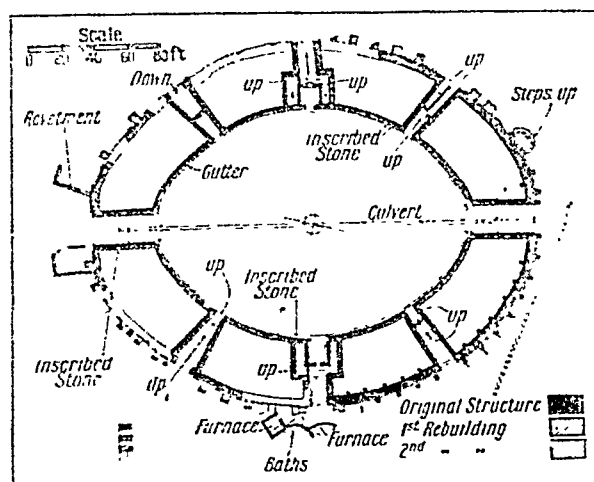 Scale
0 20 40 60 80ft
Down
up
up
up
Steps up
Revetment
Inscribed
Stone
up
Gutter
Culvert
up
Inscribed
Stone
up
Inscribed
Stone
up
up
Furnace
Furnace
Baths
Original Structure
1st Rebuilding
2nd " "